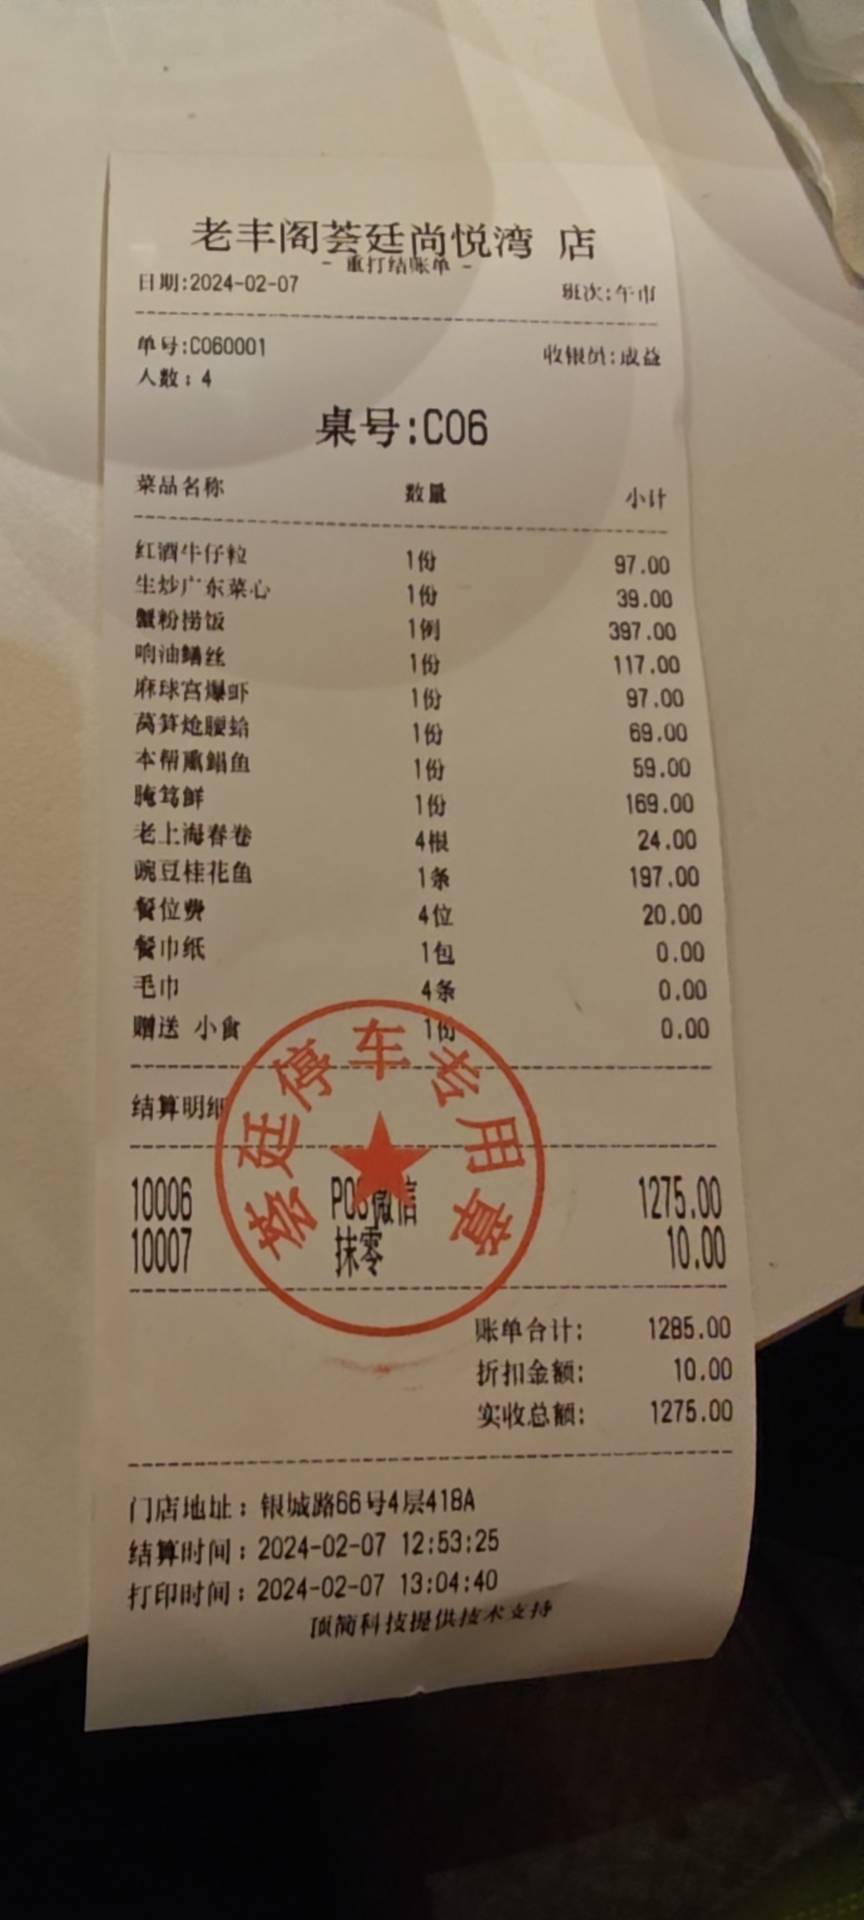 老丰阁荟廷尚悦湾 店
- 重打结账单 -
日期:2024-02-07 班次:午市
单号:C060001 收银员:成益
人数:4
桌号:C06
菜品名称 数量 小计
红酒牛仔粒 1份 97.00
生炒广东菜心 1份 39.00
蟹粉捞饭 1例 397.00
响油鳝丝 1份 117.00
麻球宫爆虾 1份 97.00
莴笋炝腰蛤 1份 69.00
本帮熏鲳鱼 1份 59.00
腌笃鲜 1份 169.00
老上海春卷 4根 24.00
豌豆桂花鱼 1条 197.00
餐位费 4位 20.00
餐巾纸 1包 0.00
毛巾 4条 0.00
赠送 小食 1份 0.00
结算明细
10006 POS微信 1275.00
10007 抹零 10.00
荟廷停车专用章
账单合计: 1285.00
折扣金额: 10.00
实收总额: 1275.00
门店地址:银城路66号4层418A
结算时间:2024-02-07 12:53:25
打印时间:2024-02-07 13:04:40
顶简科技提供技术支持